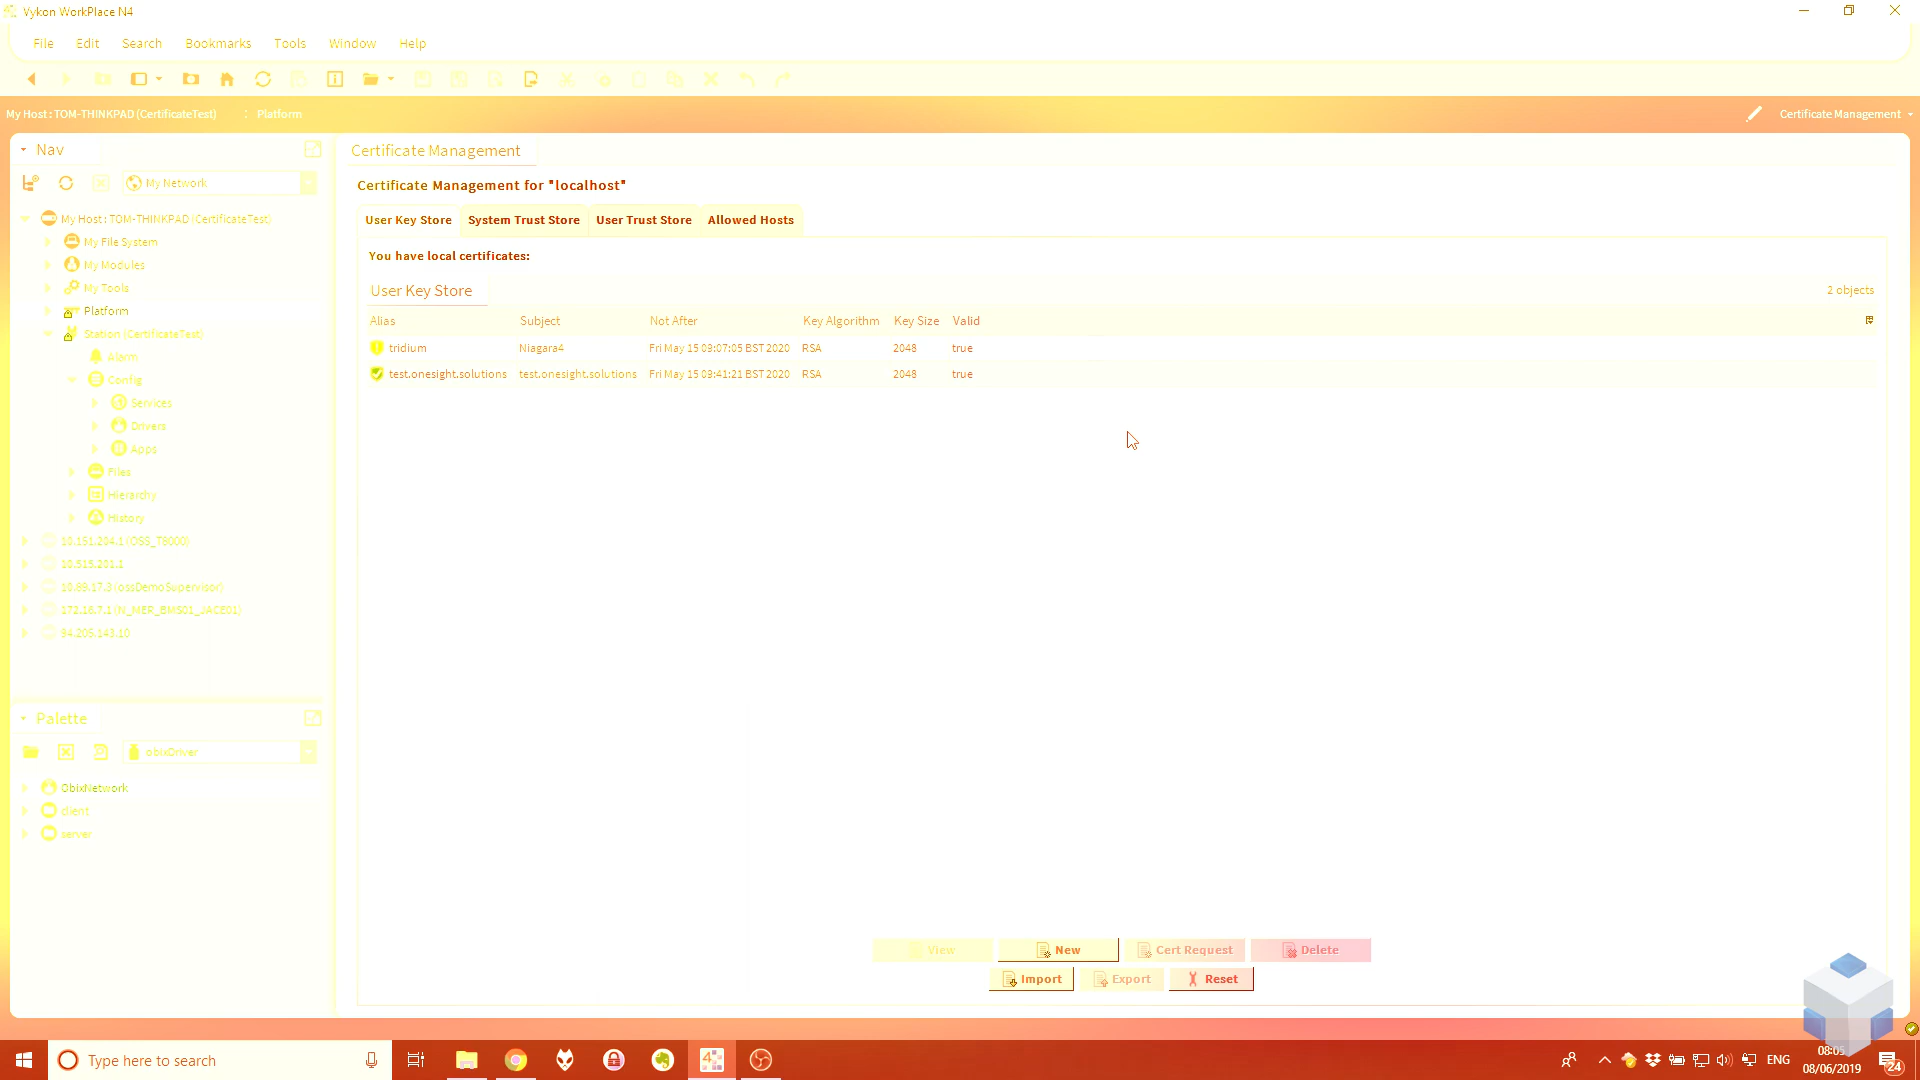 Vykon WorkPlace N4
File Edit Search Bookmarks Tools Window Help
My Host : TOM-THINKPAD (CertificateTest) : Platform
Certificate Management
Nav
My Network
My Host : TOM-THINKPAD (CertificateTest)
My File System
My Modules
My Tools
Platform
Station (CertificateTest)
Alarm
Config
Services
Drivers
Apps
Files
Hierarchy
History
10.151.204.1 (OSS_T8000)
10.515.201.1
10.99.17.3 (ossDemoSupervisor)
172.16.7.1 (N_MER_BMS01_JACE01)
94.206.143.10
Palette
obixDriver
ObixNetwork
client
server
Certificate Management
Certificate Management for "localhost"
User Key Store System Trust Store User Trust Store Allowed Hosts
You have local certificates:
User Key Store 2 objects
Alias Subject Not After Key Algorithm Key Size Valid
tridium Niagara4 Fri May 15 09:07:05 BST 2020 RSA 2048 true
test.onesight.solutions test.onesight.solutions Fri May 15 09:41:21 BST 2020 RSA 2048 true
View New Cert Request Delete
Import Export Reset
Type here to search
ENG
08:05
08/06/2019
24